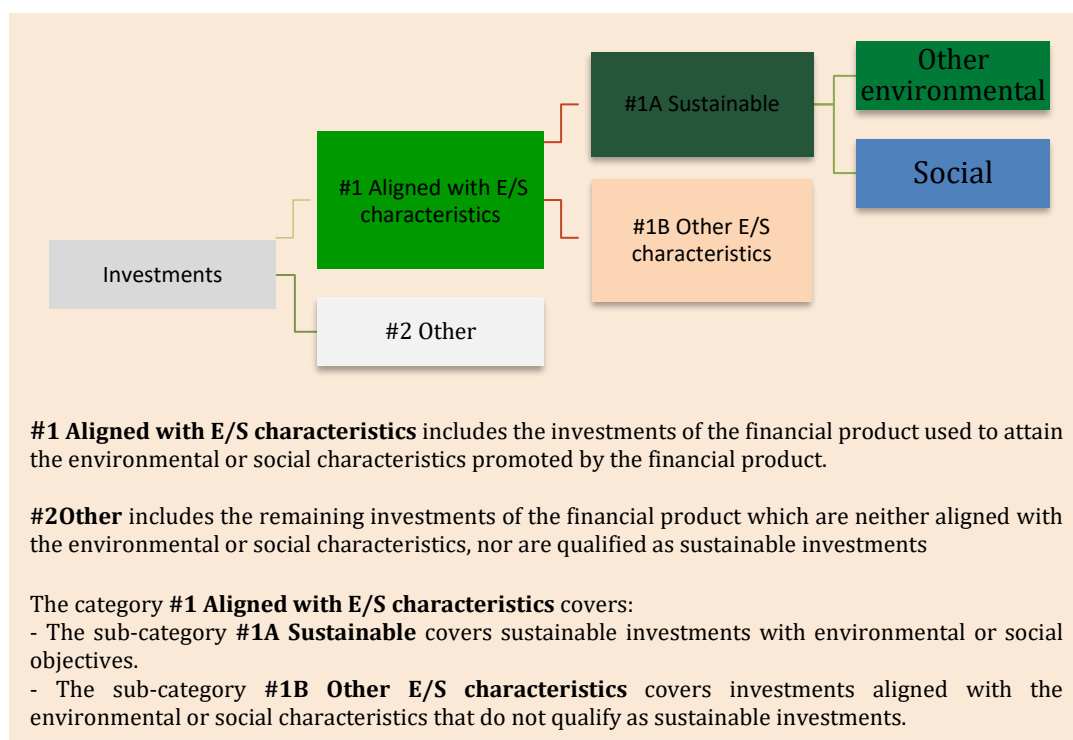 Other
environmental
#1A Sustainable
Social
#1 Aligned with E/S
characteristics
#1B Other E/S
characteristics
Investments
#2 Other
#1 Aligned with E/S characteristics includes the investments of the financial product used to attain
the environmental or social characteristics promoted by the financial product.
#2Other includes the remaining investments of the financial product which are neither aligned with
the environmental or social characteristics, nor are qualified as sustainable investments
The category #1 Aligned with E/S characteristics covers:
- The sub-category #1A Sustainable covers sustainable investments with environmental or social
objectives.
- The sub-category #1B Other E/S characteristics covers investments aligned with the
environmental or social characteristics that do not qualify as sustainable investments.